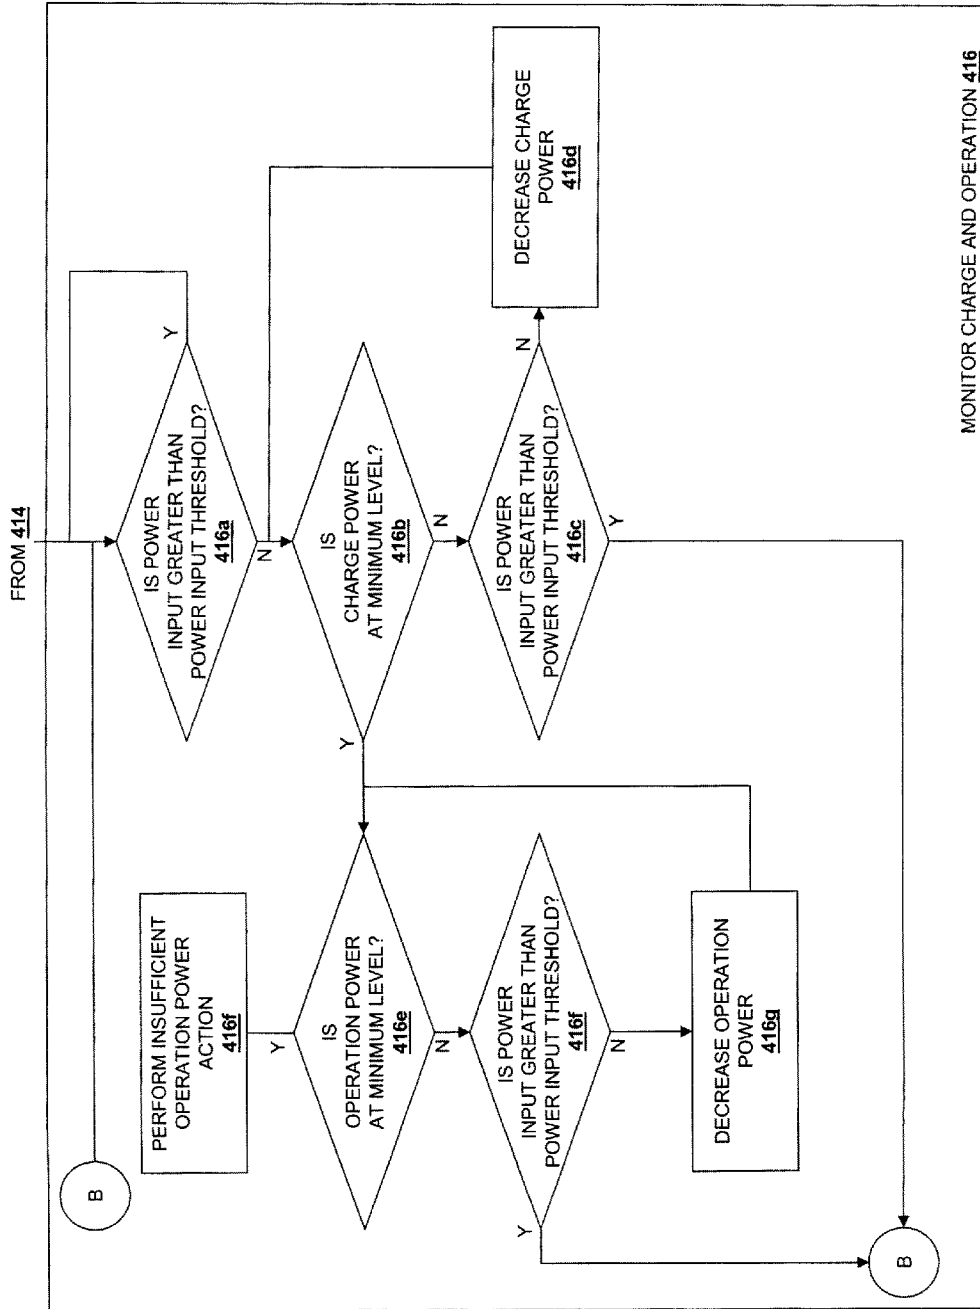 FROM 414
Y
IS POWER
INPUT GREATER THAN
POWER INPUT THRESHOLD?
416a
N
IS
CHARGE POWER
AT MINIMUM LEVEL?
416b
Y
N
IS POWER
INPUT GREATER THAN
POWER INPUT THRESHOLD?
416c
N
Y
DECREASE CHARGE
POWER
416d
B
PERFORM INSUFFICIENT
OPERATION POWER
ACTION
416f
Y
IS
OPERATION POWER
AT MINIMUM LEVEL?
416e
N
IS POWER
INPUT GREATER THAN
POWER INPUT THRESHOLD?
416f
Y
N
DECREASE OPERATION
POWER
416g
B
MONITOR CHARGE AND OPERATION 416